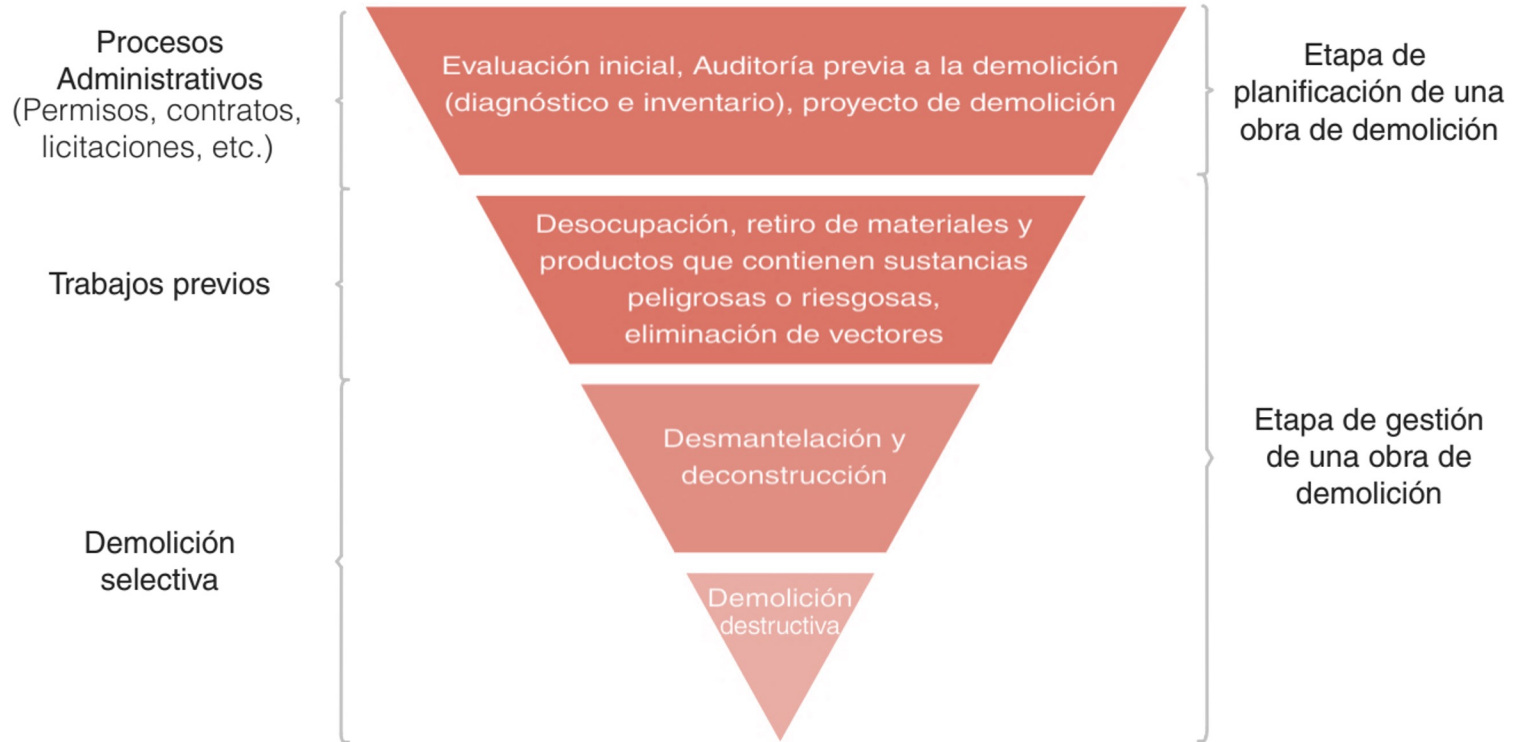 Procesos
Administrativos
(Permisos, contratos,
licitaciones, etc.)
Evaluación inicial, Auditoría previa a la demolición
(diagnóstico e inventario), proyecto de demolición
Etapa de
planificación de una
obra de demolición
Trabajos previos
Desocupación, retiro de materiales y
productos que contienen sustancias
peligrosas o riesgosas,
eliminación de vectores
Demolición
selectiva
Desmantelación y
deconstrucción
Demolición
destructiva
Etapa de gestión
de una obra de
demolición